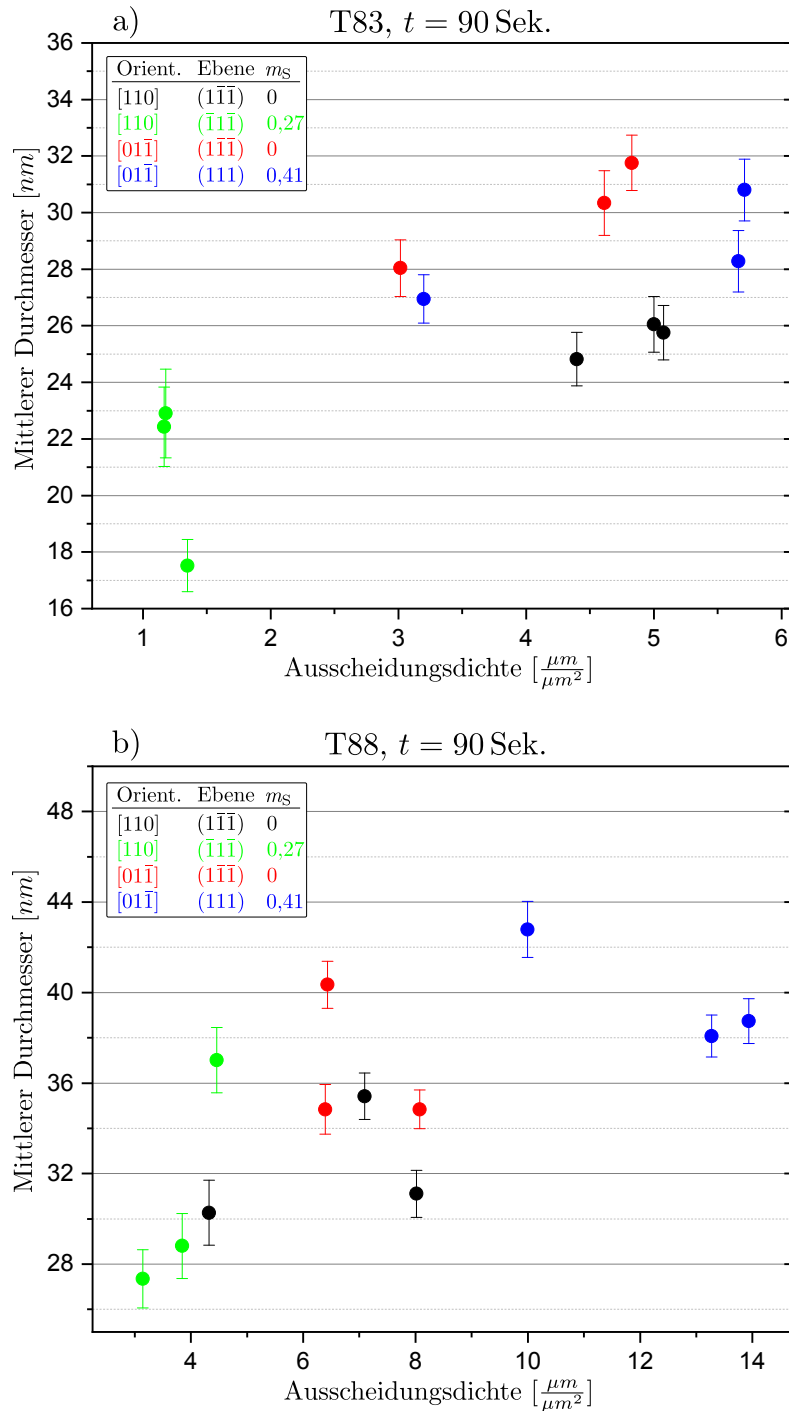 a)
T83, t = 90 Sek.
Orient. Ebene m_S
[110] (11̅1̅) 0
[110] (1̅11̅) 0,27
[011̅] (11̅1̅) 0
[011̅] (111) 0,41
36
34
32
30
28
26
24
22
20
18
16
Mittlerer Durchmesser [nm]
1 2 3 4 5 6
Ausscheidungsdichte [μm/μm²]
b)
T88, t = 90 Sek.
Orient. Ebene m_S
[110] (11̅1̅) 0
[110] (1̅11̅) 0,27
[011̅] (11̅1̅) 0
[011̅] (111) 0,41
48
44
40
36
32
28
Mittlerer Durchmesser [nm]
4 6 8 10 12 14
Ausscheidungsdichte [μm/μm²]